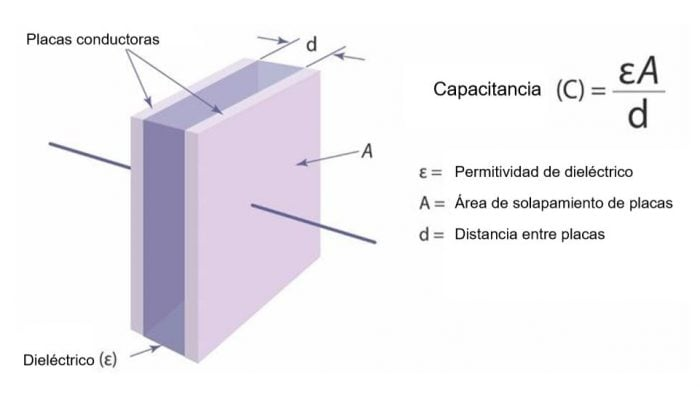 Placas conductoras
d
A
Dieléctrico (ε)
Capacitancia (C) = εA / d
ε = Permitividad de dieléctrico
A = Área de solapamiento de placas
d = Distancia entre placas